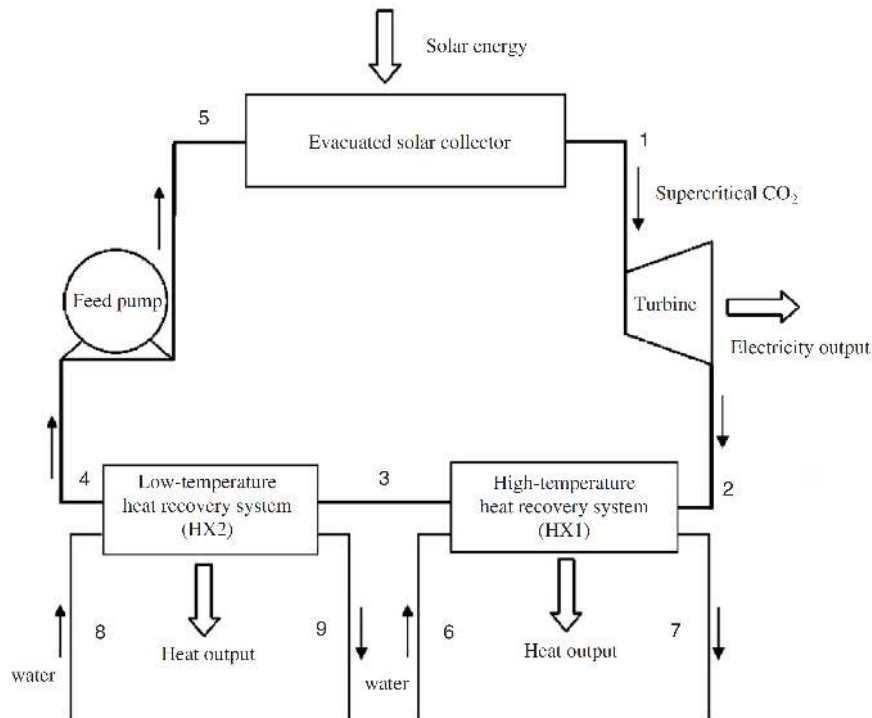 Solar energy
5
Evacuated solar collector
1
Supercritical CO₂
Feed pump
Turbine
Electricity output
4
Low-temperature
heat recovery system
(HX2)
3
High-temperature
heat recovery system
(HX1)
2
8
9
6
7
Heat output
Heat output
water
water